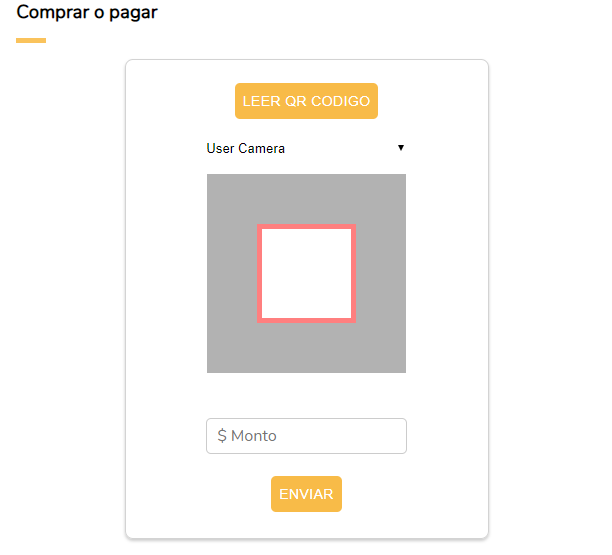 Comprar o pagar
LEER QR CODIGO
User Camera
$ Monto
ENVIAR